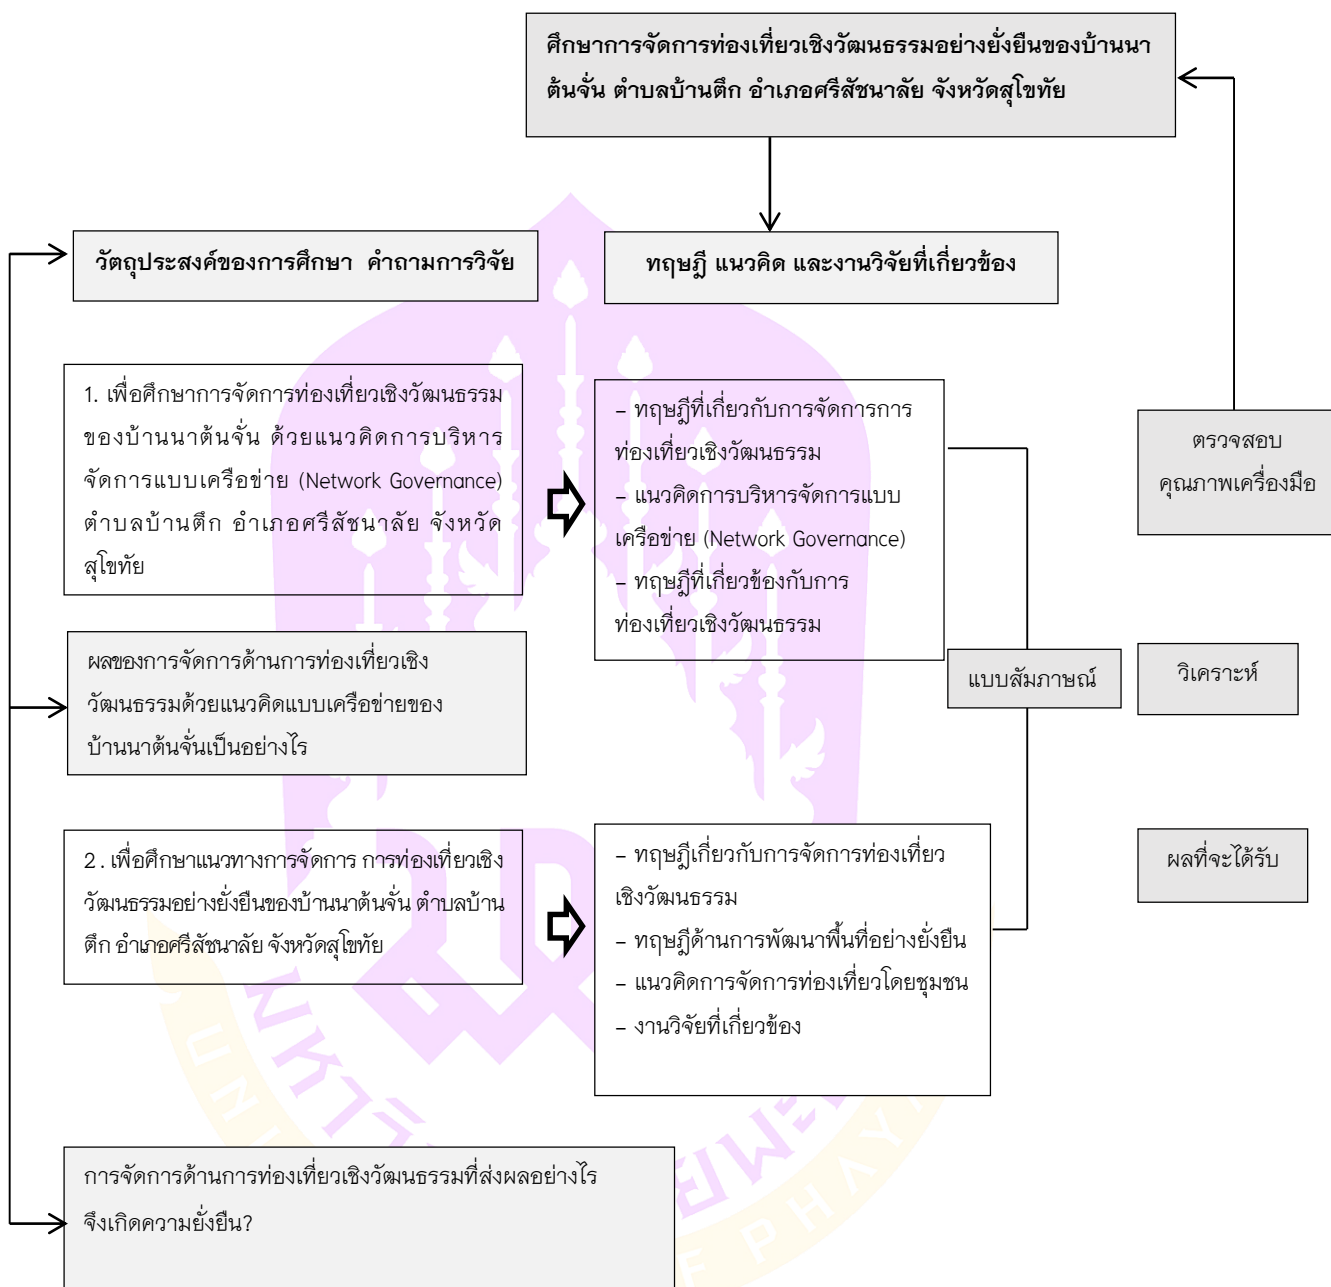 ศึกษาการจัดการท่องเที่ยวเชิงวัฒนธรรมอย่างยั่งยืนของบ้านนา
ต้นจั่น ตำบลบ้านตึก อำเภอศรีสัชนาลัย จังหวัดสุโขทัย
วัตถุประสงค์ของการศึกษา คำถามการวิจัย
ทฤษฎี แนวคิด และงานวิจัยที่เกี่ยวข้อง
1. เพื่อศึกษาการจัดการท่องเที่ยวเชิงวัฒนธรรม
ของบ้านนาต้นจั่น ด้วยแนวคิดการบริหาร
จัดการแบบเครือข่าย (Network Governance)
ตำบลบ้านตึก อำเภอศรีสัชนาลัย จังหวัด
สุโขทัย
– ทฤษฎีที่เกี่ยวกับการจัดการการ
ท่องเที่ยวเชิงวัฒนธรรม
– แนวคิดการบริหารจัดการแบบ
เครือข่าย (Network Governance)
– ทฤษฎีที่เกี่ยวข้องกับการ
ท่องเที่ยวเชิงวัฒนธรรม
ตรวจสอบ
คุณภาพเครื่องมือ
ผลของการจัดการด้านการท่องเที่ยวเชิง
วัฒนธรรมด้วยแนวคิดแบบเครือข่ายของ
บ้านนาต้นจั่นเป็นอย่างไร
แบบสัมภาษณ์
วิเคราะห์
2. เพื่อศึกษาแนวทางการจัดการ การท่องเที่ยวเชิง
วัฒนธรรมอย่างยั่งยืนของบ้านนาต้นจั่น ตำบลบ้าน
ตึก อำเภอศรีสัชนาลัย จังหวัดสุโขทัย
– ทฤษฎีเกี่ยวกับการจัดการท่องเที่ยว
เชิงวัฒนธรรม
– ทฤษฎีด้านการพัฒนาพื้นที่อย่างยั่งยืน
– แนวคิดการจัดการท่องเที่ยวโดยชุมชน
– งานวิจัยที่เกี่ยวข้อง
ผลที่จะได้รับ
การจัดการด้านการท่องเที่ยวเชิงวัฒนธรรมที่ส่งผลอย่างไร
จึงเกิดความยั่งยืน?